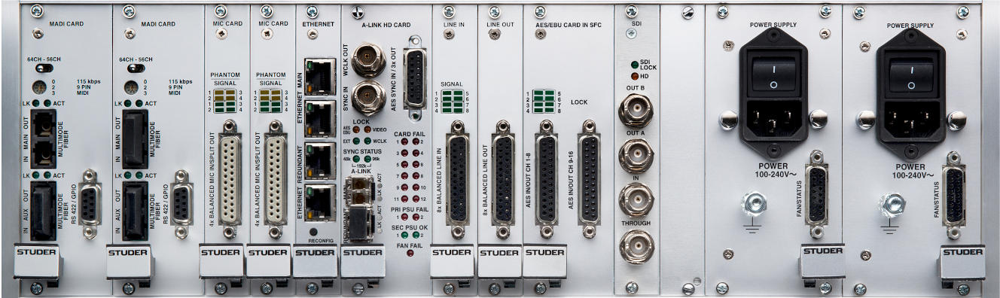 MADI CARD
64CH - 56CH
0
2
3
115 kbps
9 PIN
MIDI
LK
ACT
IN MAIN OUT
MULTIMODE
FIBER
LK
ACT
IN AUX OUT
MULTIMODE
FIBER
RS 422 / GPIO
STUDER
MADI CARD
64CH - 56CH
0
2
3
115 kbps
9 PIN
MIDI
LK
ACT
IN MAIN OUT
MULTIMODE
FIBER
LK
ACT
IN AUX OUT
MULTIMODE
FIBER
RS 422 / GPIO
STUDER
MIC CARD
PHANTOM
SIGNAL
1 3
2 4
1 3
2 4
4x BALANCED MIC IN/SPLIT OUT
STUDER
MIC CARD
PHANTOM
SIGNAL
1 3
2 4
1 3
2 4
4x BALANCED MIC IN/SPLIT OUT
STUDER
ETHERNET
ETHERNET MAIN
ETHERNET REDUNDANT
RECONFIG
STUDER
A-LINK HD CARD
WCLK OUT
SYNC IN
AES SYNC IN / 3x OUT
LOCK
AES
EBU
VIDEO
EXT
WCLK
SYNC STATUS
48k
96k
192k
A-LINK
MAIN
LK
ACT
REDUNDANT
LK
ACT
CARD FAIL
1 2
3 4
5 6
7 8
9 10
11 12
PRI PSU FAIL
1 2
SEC PSU OK
1 2
FAN FAIL
STUDER
LINE IN
SIGNAL
1 5
2 6
3 7
4 8
8x BALANCED LINE IN
STUDER
LINE OUT
8x BALANCED LINE OUT
STUDER
AES/EBU CARD IN SFC
1 5
2 6
3 7
4 8
LOCK
AES IN/OUT CH 1-8
AES IN/OUT CH 9-16
STUDER
SDI
SDI
LOCK
HD
OUT B
OUT A
IN
THROUGH
POWER SUPPLY
POWER
100-240V~
FAN/STATUS
STUDER
POWER SUPPLY
POWER
100-240V~
FAN/STATUS
STUDER